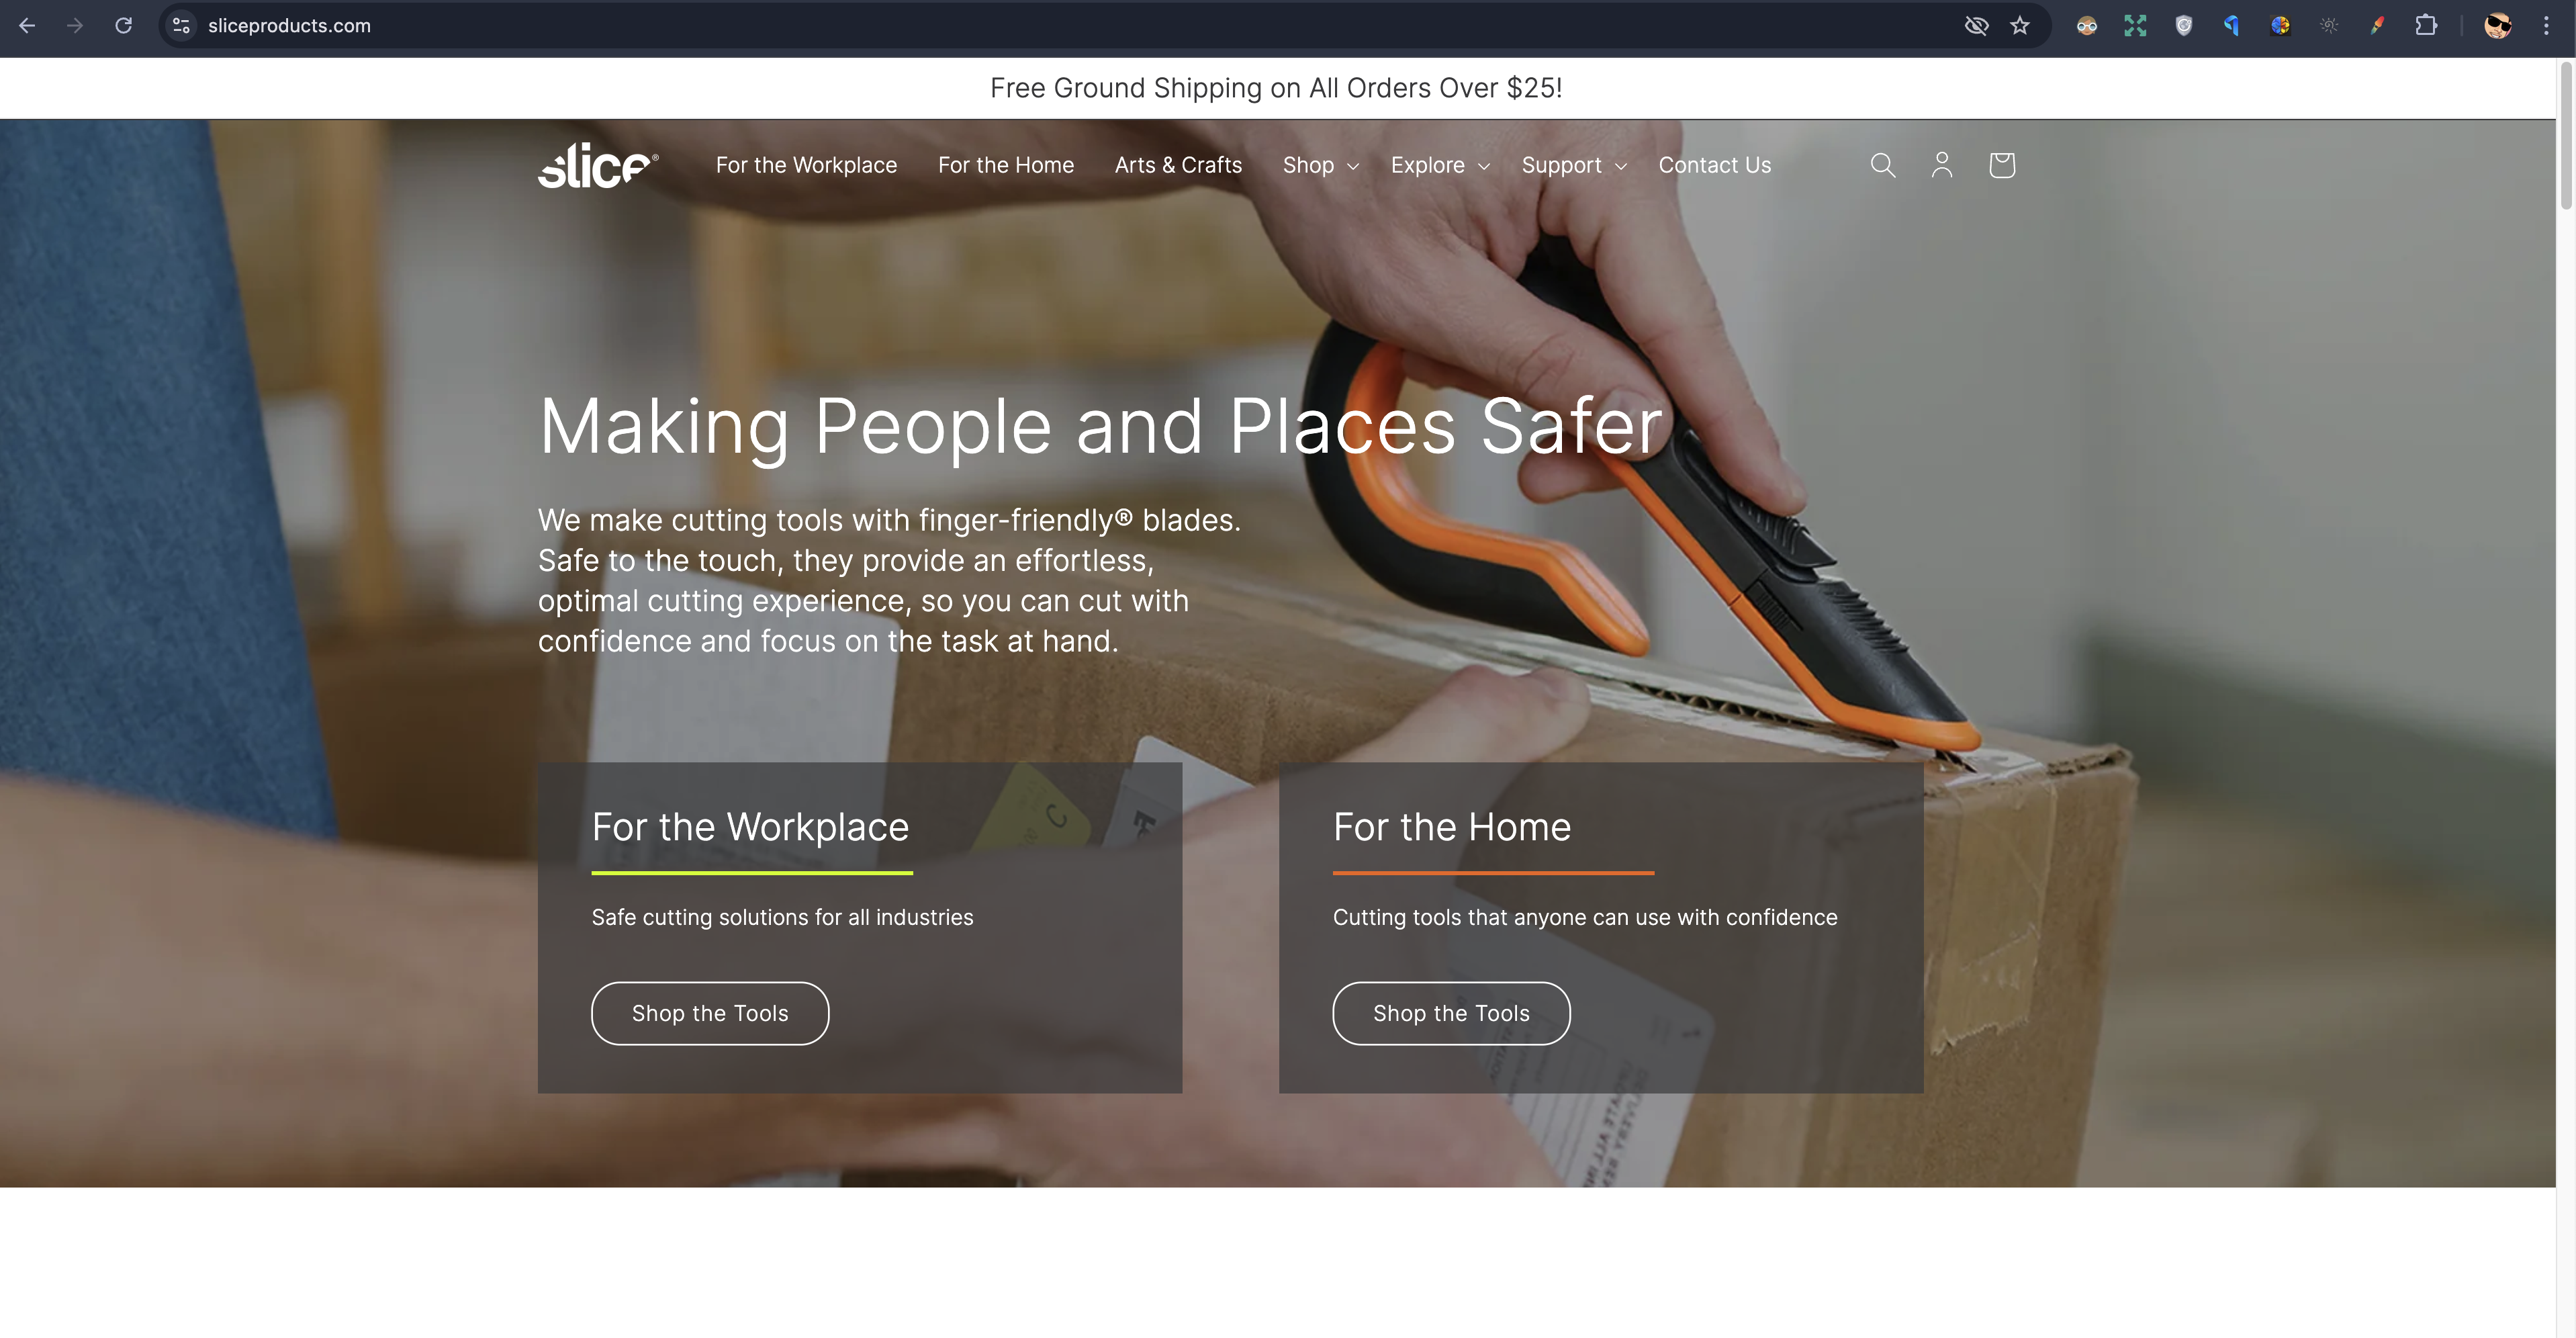 sliceproducts.com
Free Ground Shipping on All Orders Over $25!
slice®
For the Workplace
For the Home
Arts & Crafts
Shop
Explore
Support
Contact Us
Making People and Places Safer
We make cutting tools with finger-friendly® blades.
Safe to the touch, they provide an effortless,
optimal cutting experience, so you can cut with
confidence and focus on the task at hand.
For the Workplace
Safe cutting solutions for all industries
Shop the Tools
For the Home
Cutting tools that anyone can use with confidence
Shop the Tools